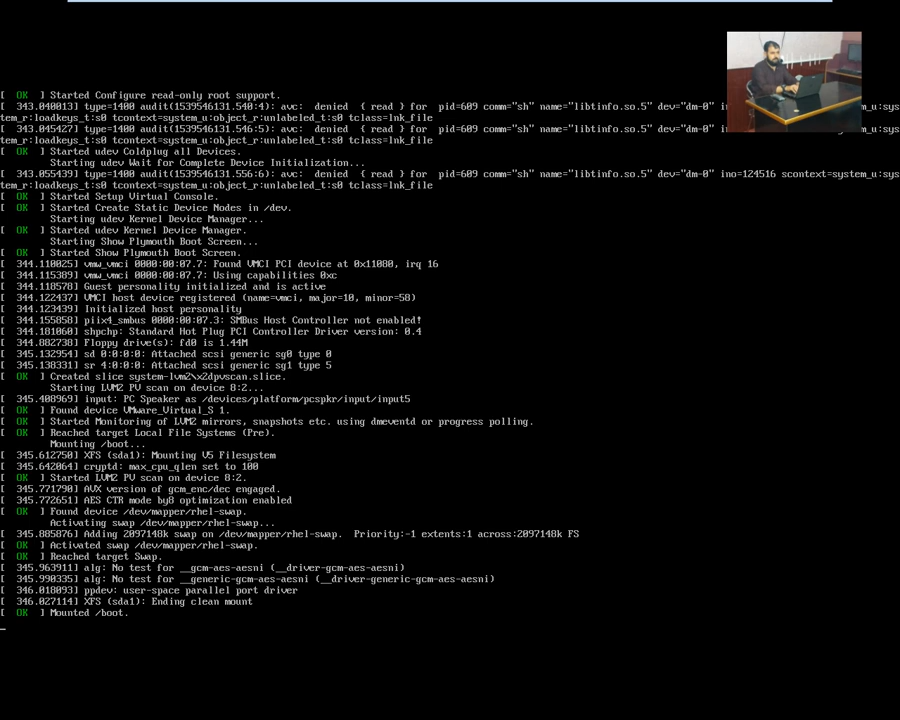 [  OK  ] Started Configure read-only root support.
[  343.040013] type=1400 audit(1539546131.540:4): avc:  denied  { read } for  pid=609 comm="sh" name="libtinfo.so.5" dev="dm-0" in
tem_r:loadkeys_t:s0 tcontext=system_u:object_r:unlabeled_t:s0 tclass=lnk_file
[  343.045427] type=1400 audit(1539546131.546:5): avc:  denied  { read } for  pid=609 comm="sh" name="libtinfo.so.5" dev="dm-0" in u:sys
tem_r:loadkeys_t:s0 tcontext=system_u:object_r:unlabeled_t:s0 tclass=lnk_file
[  OK  ] Started udev Coldplug all Devices.
         Starting udev Wait for Complete Device Initialization...
[  343.055439] type=1400 audit(1539546131.556:6): avc:  denied  { read } for  pid=609 comm="sh" name="libtinfo.so.5" dev="dm-0" ino=124516 scontext=system_u:sys
tem_r:loadkeys_t:s0 tcontext=system_u:object_r:unlabeled_t:s0 tclass=lnk_file
[  OK  ] Started Setup Virtual Console.
[  OK  ] Started Create Static Device Nodes in /dev.
         Starting udev Kernel Device Manager...
[  OK  ] Started udev Kernel Device Manager.
         Starting Show Plymouth Boot Screen...
[  OK  ] Started Show Plymouth Boot Screen.
[  344.110025] vmw_vmci 0000:00:07.7: Found VMCI PCI device at 0x11080, irq 16
[  344.115389] vmw_vmci 0000:00:07.7: Using capabilities 0xc
[  344.118578] Guest personality initialized and is active
[  344.122437] VMCI host device registered (name=vmci, major=10, minor=58)
[  344.123439] Initialized host personality
[  344.155858] piix4_smbus 0000:00:07.3: SMBus Host Controller not enabled!
[  344.181060] shpchp: Standard Hot Plug PCI Controller Driver version: 0.4
[  344.882738] Floppy drive(s): fd0 is 1.44M
[  345.132954] sd 0:0:0:0: Attached scsi generic sg0 type 0
[  345.138331] sr 4:0:0:0: Attached scsi generic sg1 type 5
[  OK  ] Created slice system-lvm2\x2dpvscan.slice.
         Starting LVM2 PV scan on device 8:2...
[  345.408969] input: PC Speaker as /devices/platform/pcspkr/input/input5
[  OK  ] Found device VMware_Virtual_S 1.
[  OK  ] Started Monitoring of LVM2 mirrors, snapshots etc. using dmeventd or progress polling.
[  OK  ] Reached target Local File Systems (Pre).
         Mounting /boot...
[  345.612750] XFS (sda1): Mounting V5 Filesystem
[  345.642064] cryptd: max_cpu_qlen set to 100
[  OK  ] Started LVM2 PV scan on device 8:2.
[  345.771790] AVX version of gcm_enc/dec engaged.
[  345.772651] AES CTR mode by8 optimization enabled
[  OK  ] Found device /dev/mapper/rhel-swap.
         Activating swap /dev/mapper/rhel-swap...
[  345.885876] Adding 2097148k swap on /dev/mapper/rhel-swap.  Priority:-1 extents:1 across:2097148k FS
[  OK  ] Activated swap /dev/mapper/rhel-swap.
[  OK  ] Reached target Swap.
[  345.963911] alg: No test for __gcm-aes-aesni (__driver-gcm-aes-aesni)
[  345.990335] alg: No test for __generic-gcm-aes-aesni (__driver-generic-gcm-aes-aesni)
[  346.018093] ppdev: user-space parallel port driver
[  346.027114] XFS (sda1): Ending clean mount
[  OK  ] Mounted /boot.